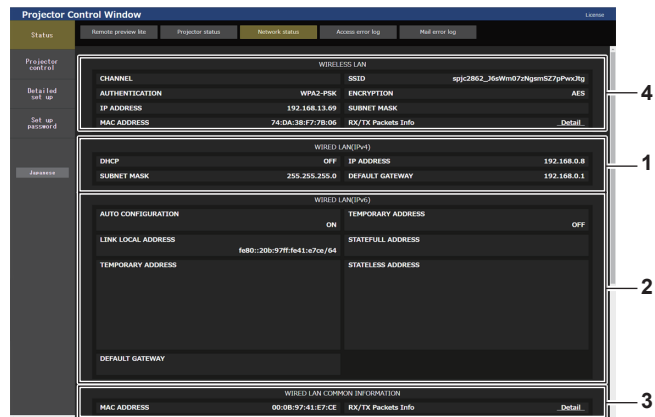 Projector Control Window
License
Status
Remote preview lite
Projector status
Network status
Access error log
Mail error log
Projector
control
Detailed
set up
Set up
password
Japanese
WIRELESS LAN
CHANNEL
SSID spjc2862_J6sWm07zNgsmSZ7pPwxJtg
AUTHENTICATION WPA2-PSK ENCRYPTION AES
IP ADDRESS 192.168.13.69 SUBNET MASK
MAC ADDRESS 74:DA:38:F7:7B:06 RX/TX Packets Info Detail
4
WIRED LAN(IPv4)
DHCP OFF IP ADDRESS 192.168.0.8
SUBNET MASK 255.255.255.0 DEFAULT GATEWAY 192.168.0.1
1
WIRED LAN(IPv6)
AUTO CONFIGURATION ON
TEMPORARY ADDRESS OFF
LINK LOCAL ADDRESS fe80::20b:97ff:fe41:e7ce/64
STATEFULL ADDRESS
TEMPORARY ADDRESS
STATELESS ADDRESS
2
DEFAULT GATEWAY
WIRED LAN COMMON INFORMATION
MAC ADDRESS 00:0B:97:41:E7:CE RX/TX Packets Info Detail
3